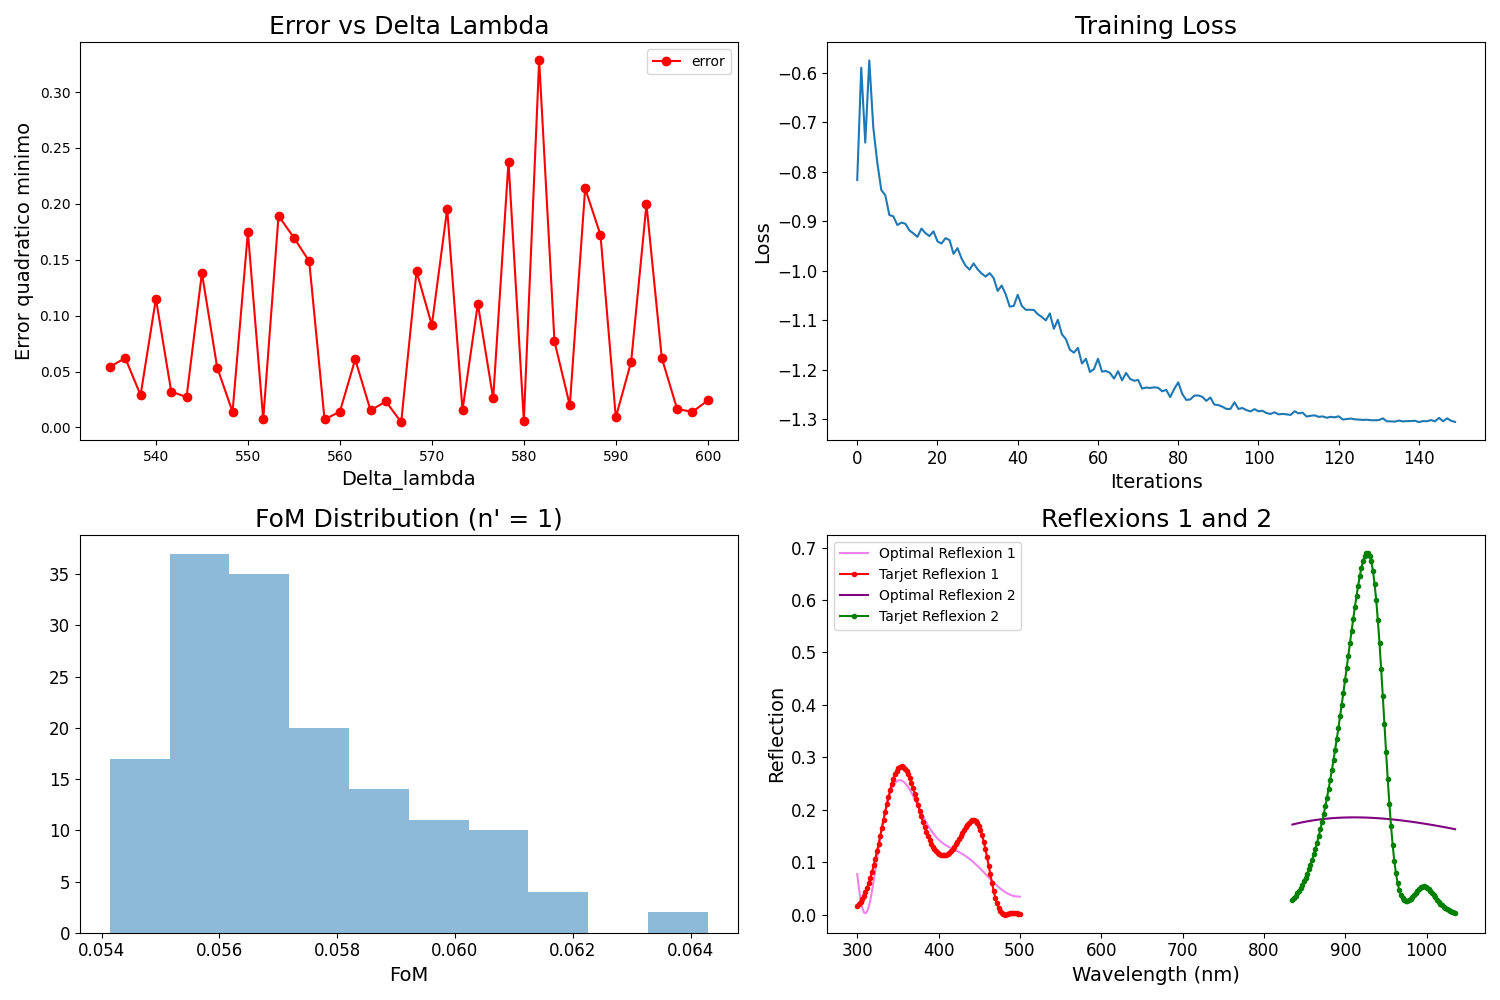 Error vs Delta Lambda
error
Error quadratico minimo
0.30
0.25
0.20
0.15
0.10
0.05
0.00
540 550 560 570 580 590 600
Delta_lambda
Training Loss
Loss
−0.6
−0.7
−0.8
−0.9
−1.0
−1.1
−1.2
−1.3
0 20 40 60 80 100 120 140
Iterations
FoM Distribution (n' = 1)
35
30
25
20
15
10
5
0
0.054 0.056 0.058 0.060 0.062 0.064
FoM
Reflexions 1 and 2
Optimal Reflexion 1
Tarjet Reflexion 1
Optimal Reflexion 2
Tarjet Reflexion 2
Reflection
0.7
0.6
0.5
0.4
0.3
0.2
0.1
0.0
300 400 500 600 700 800 900 1000
Wavelength (nm)